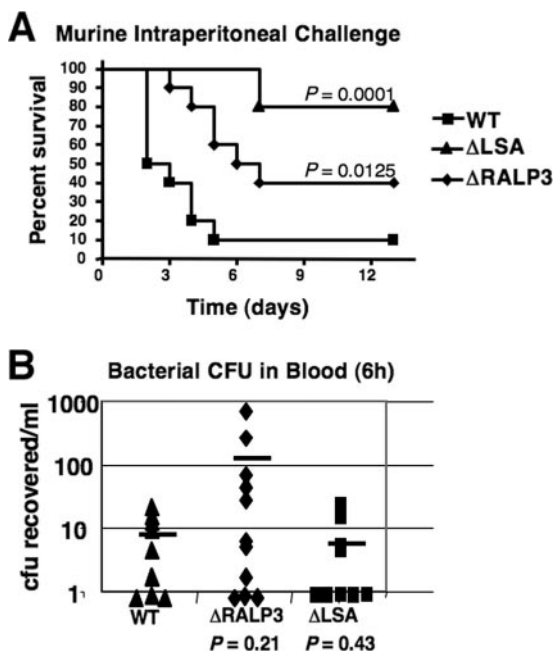 A Murine Intraperitoneal Challenge
Percent survival
100
90
80
70
60
50
40
30
20
10
0
0 3 6 9 12
Time (days)
P = 0.0001
P = 0.0125
WT
ΔLSA
ΔRALP3
B Bacterial CFU in Blood (6h)
cfu recovered/ml
1000
100
10
1
WT ΔRALP3 ΔLSA
P = 0.21 P = 0.43